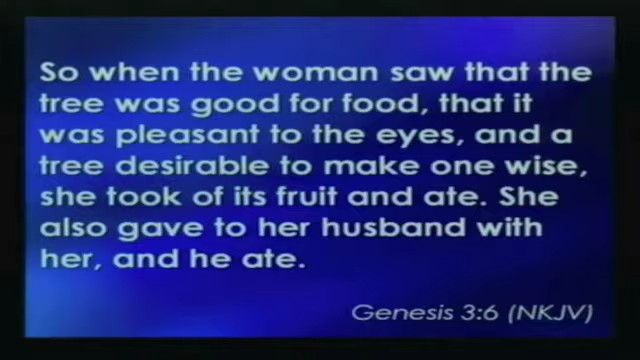 So when the woman saw that the
tree was good for food, that it
was pleasant to the eyes, and a
tree desirable to make one wise,
she took of its fruit and ate. She
also gave to her husband with
her, and he ate.
Genesis 3:6 (NKJV)